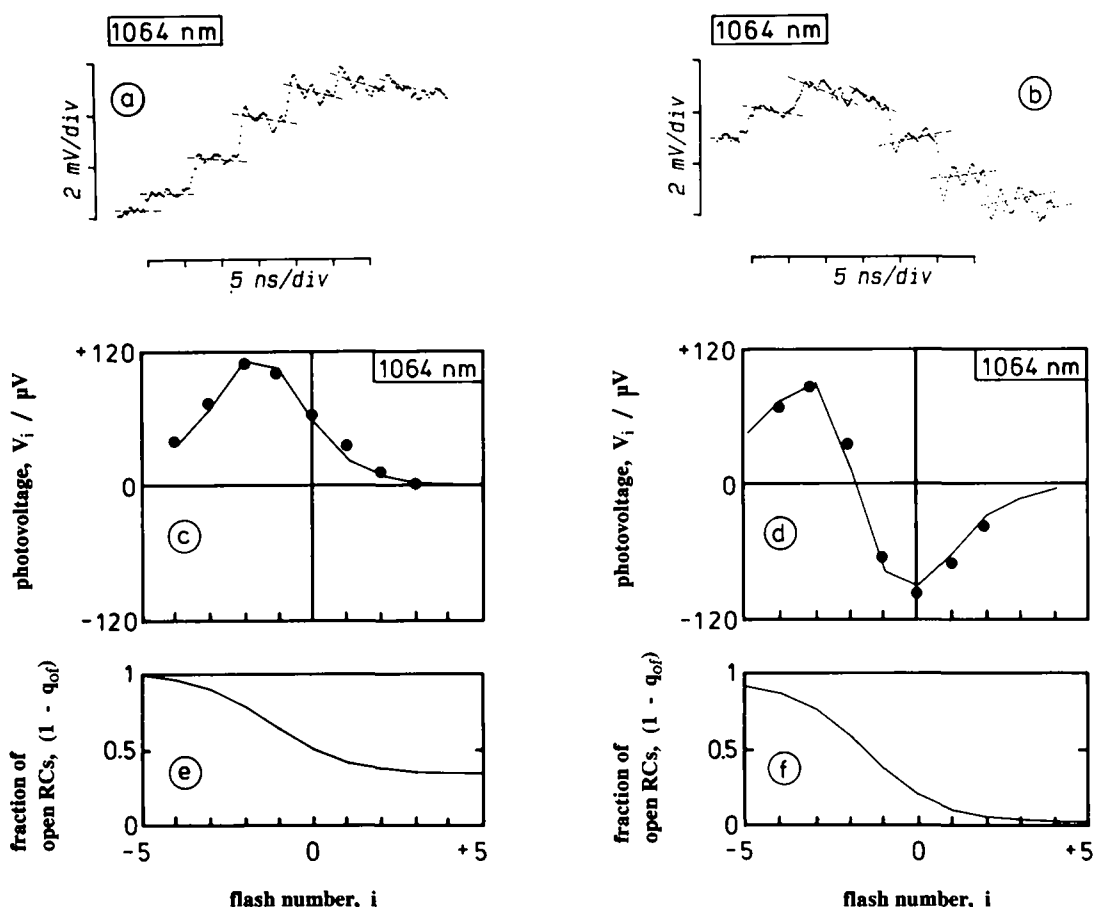 1064 nm
a
2 mV/div
5 ns/div
1064 nm
b
2 mV/div
5 ns/div
+120
0
-120
photovoltage, Vi / µV
1064 nm
c
+120
0
-120
photovoltage, Vi / µV
1064 nm
d
1
0.5
0
fraction of
open RCs, (1 - qof)
e
-5
0
+5
flash number, i
1
0.5
0
fraction of
open RCs, (1 - qof)
f
-5
0
+5
flash number, i